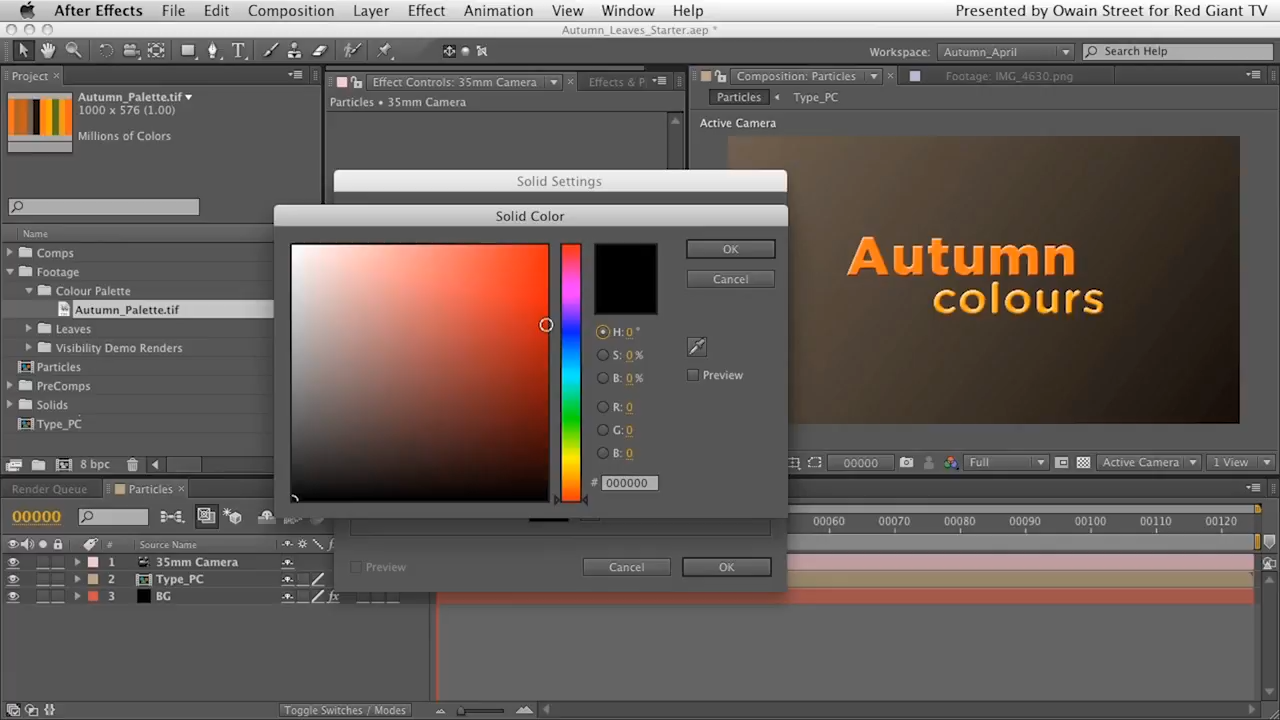 After Effects File Edit Composition Layer Effect Animation View Window Help Presented by Owain Street for Red Giant TV
Autumn_Leaves_Starter.aep *
Workspace: Autumn_April Search Help
Project × Effect Controls: 35mm Camera × Effects & P Composition: Particles × Footage: IMG_4630.png
Autumn_Palette.tif
1000 x 576 (1.00)
Millions of Colors
Particles • 35mm Camera
Particles Type_PC
Active Camera
Solid Settings
Solid Color
Name
Comps
Footage
Colour Palette
Autumn_Palette.tif
Leaves
Visibility Demo Renders
Particles
PreComps
Solids
Type_PC
8 bpc
OK
Cancel
H: 0 °
S: 0 %
B: 0 %
R: 0
G: 0
B: 0
# 000000
Preview
Autumn
colours
00000 Full Active Camera 1 View
Preview Cancel OK
Render Queue Particles ×
00000
00060 00070 00080 00090 00100 00110 00120
# Source Name
1 35mm Camera
2 Type_PC
3 BG fx
Toggle Switches / Modes